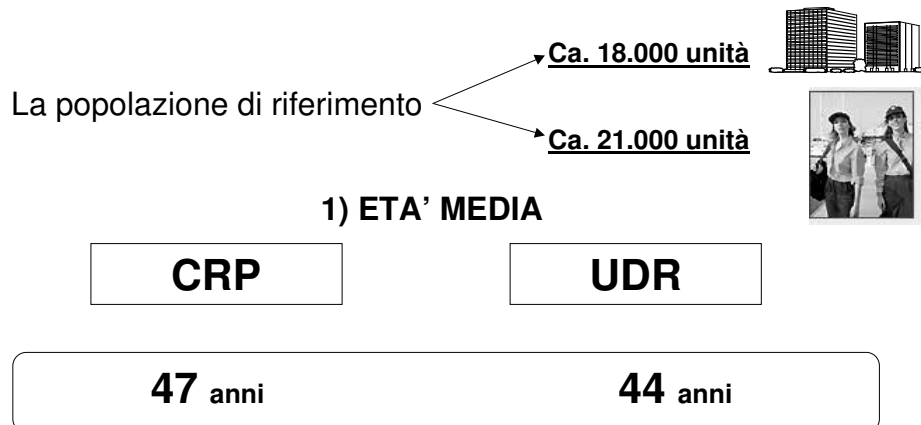 Ca. 18.000 unità
La popolazione di riferimento
Ca. 21.000 unità
1) ETA’ MEDIA
CRP UDR
47 anni 44 anni